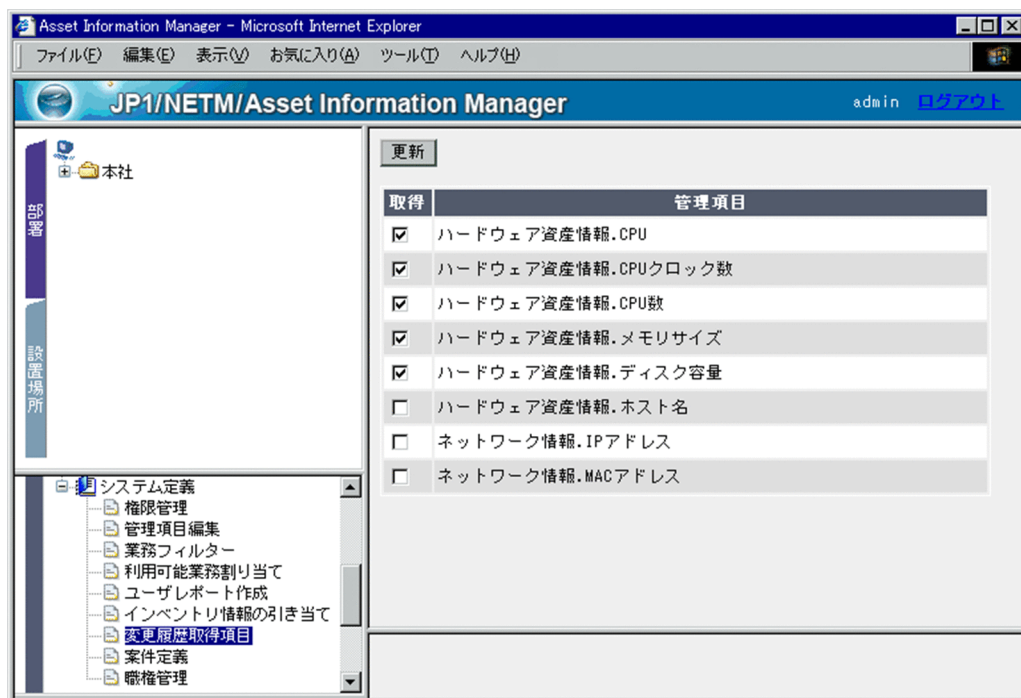 Asset Information Manager - Microsoft Internet Explorer
ファイル(F) 編集(E) 表示(V) お気に入り(A) ツール(T) ヘルプ(H)
JP1/NETM/Asset Information Manager
admin ログアウト
部署
設置場所
本社
システム定義
権限管理
管理項目編集
業務フィルター
利用可能業務割り当て
ユーザレポート作成
インベントリ情報の引き当て
変更履歴取得項目
案件定義
職権管理
更新
取得 管理項目
ハードウェア資産情報.CPU
ハードウェア資産情報.CPUクロック数
ハードウェア資産情報.CPU数
ハードウェア資産情報.メモリサイズ
ハードウェア資産情報.ディスク容量
ハードウェア資産情報.ホスト名
ネットワーク情報.IPアドレス
ネットワーク情報.MACアドレス